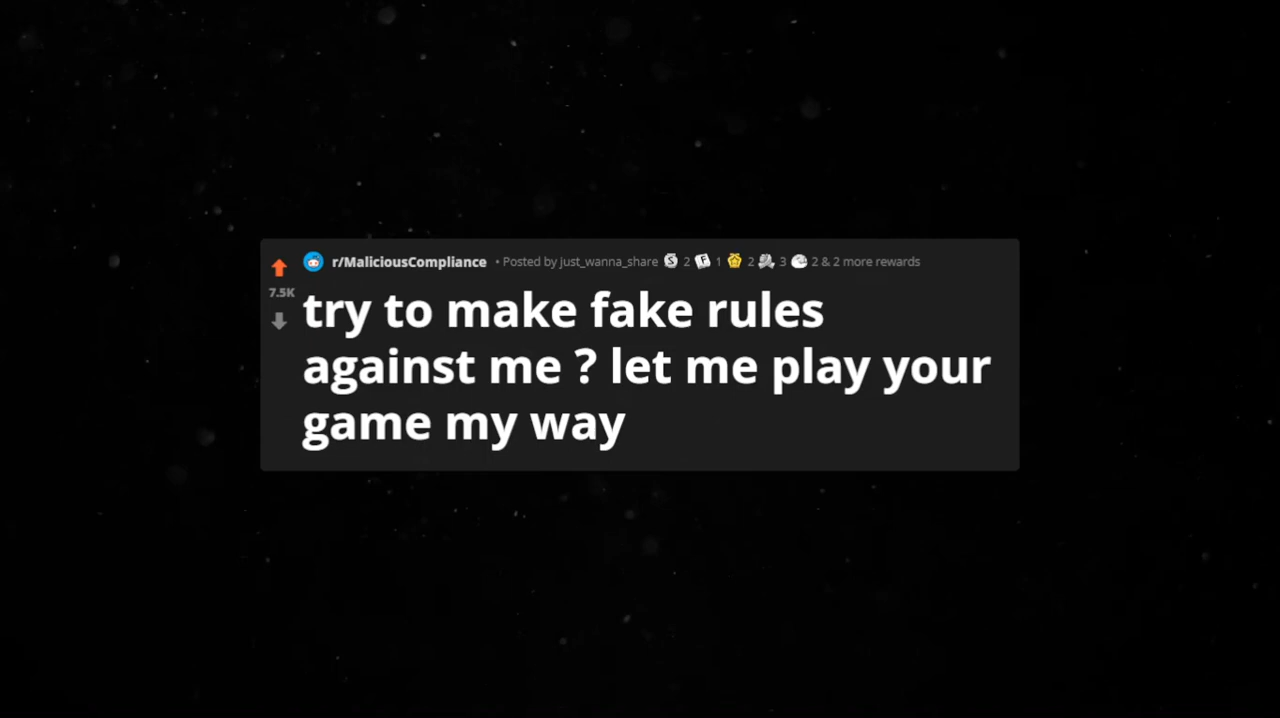 r/MaliciousCompliance • Posted by just_wanna_share 2 1 2 3 2 & 2 more rewards
7.5K
try to make fake rules
against me ? let me play your
game my way